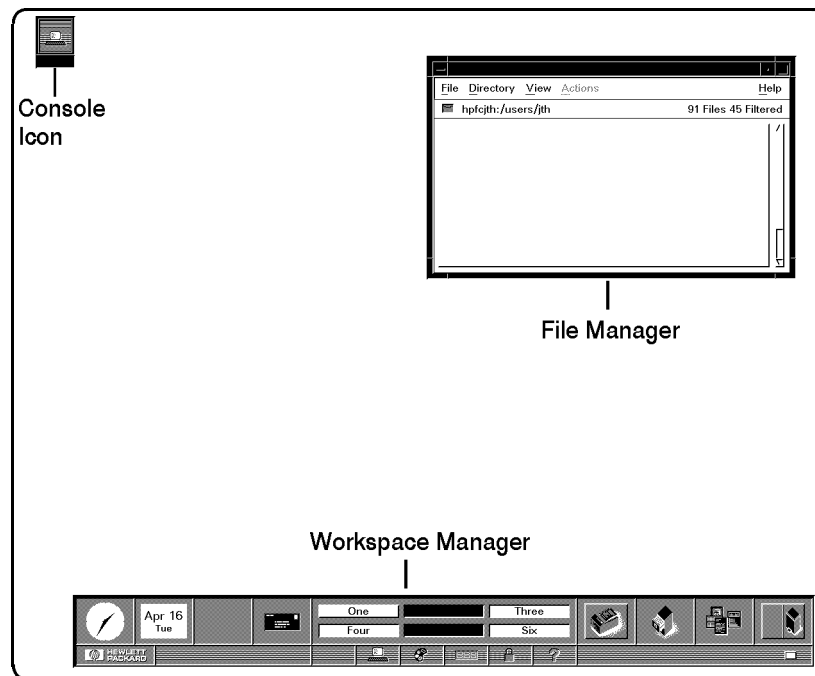 Console
Icon
File Directory View Actions Help
hpfcjth:/users/jth 91 Files 45 Filtered
File Manager
Workspace Manager
Apr 16
Tue
One Three
Four Six
hp HEWLETT
PACKARD